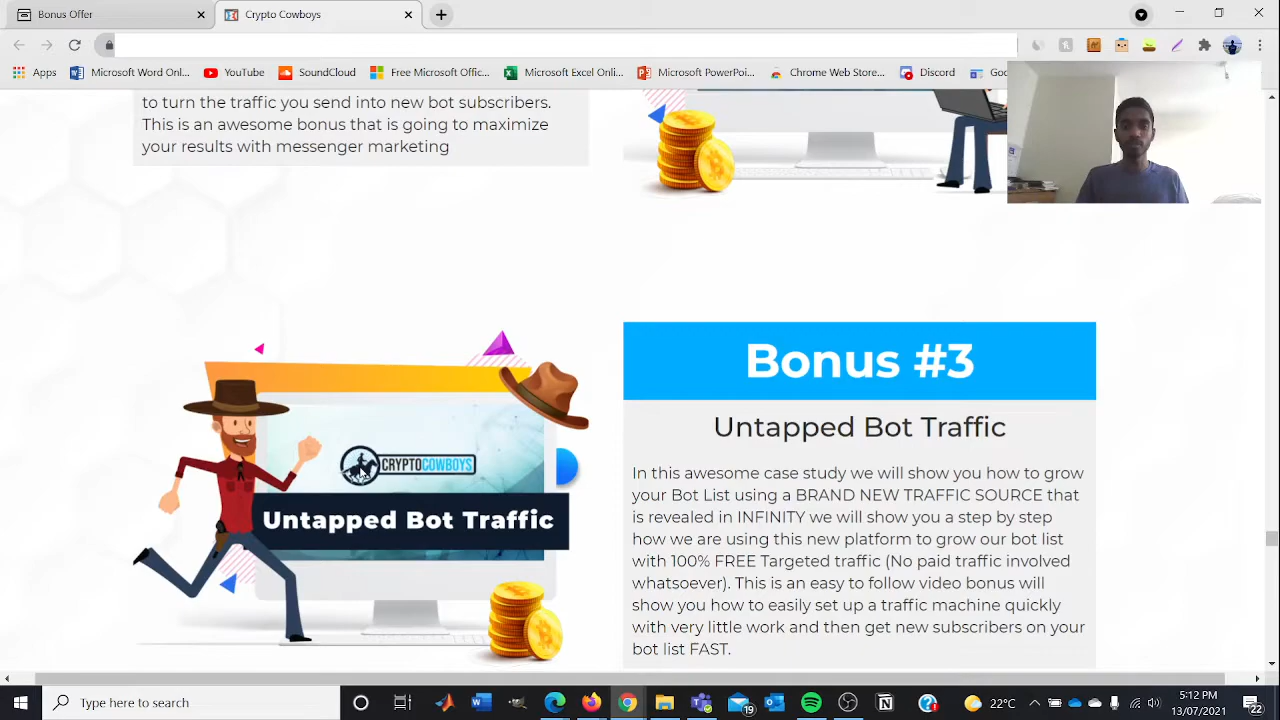 Bonus Offer
Crypto Cowboys
Apps
Microsoft Word Onl...
Youtube
SoundCloud
Free Microsoft Offic...
Microsoft Excel Onli...
Microsoft PowerPoi...
Chrome Web Store...
Discord
Goo
to turn the traffic you send into new bot subscribers.
This is an awesome bonus that is going to maximize
your results with messenger marketing
Bonus #3
Untapped Bot Traffic
In this awesome case study we will show you how to grow
your Bot List using a BRAND NEW TRAFFIC SOURCE that
is revealed in INFINITY we will show you a step by step
how we are using this new platform to grow our bot list
with 100% FREE Targeted traffic (No paid traffic involved
whatsoever). This is an easy to follow video bonus will
show you how to easily set up a traffic machine quickly
with very little work and then get new subscribers on your
bot list FAST.
CRYPTOCOWBOYS
Untapped Bot Traffic
Type here to search
19
22°C
5:12 PM
13/07/2021
22